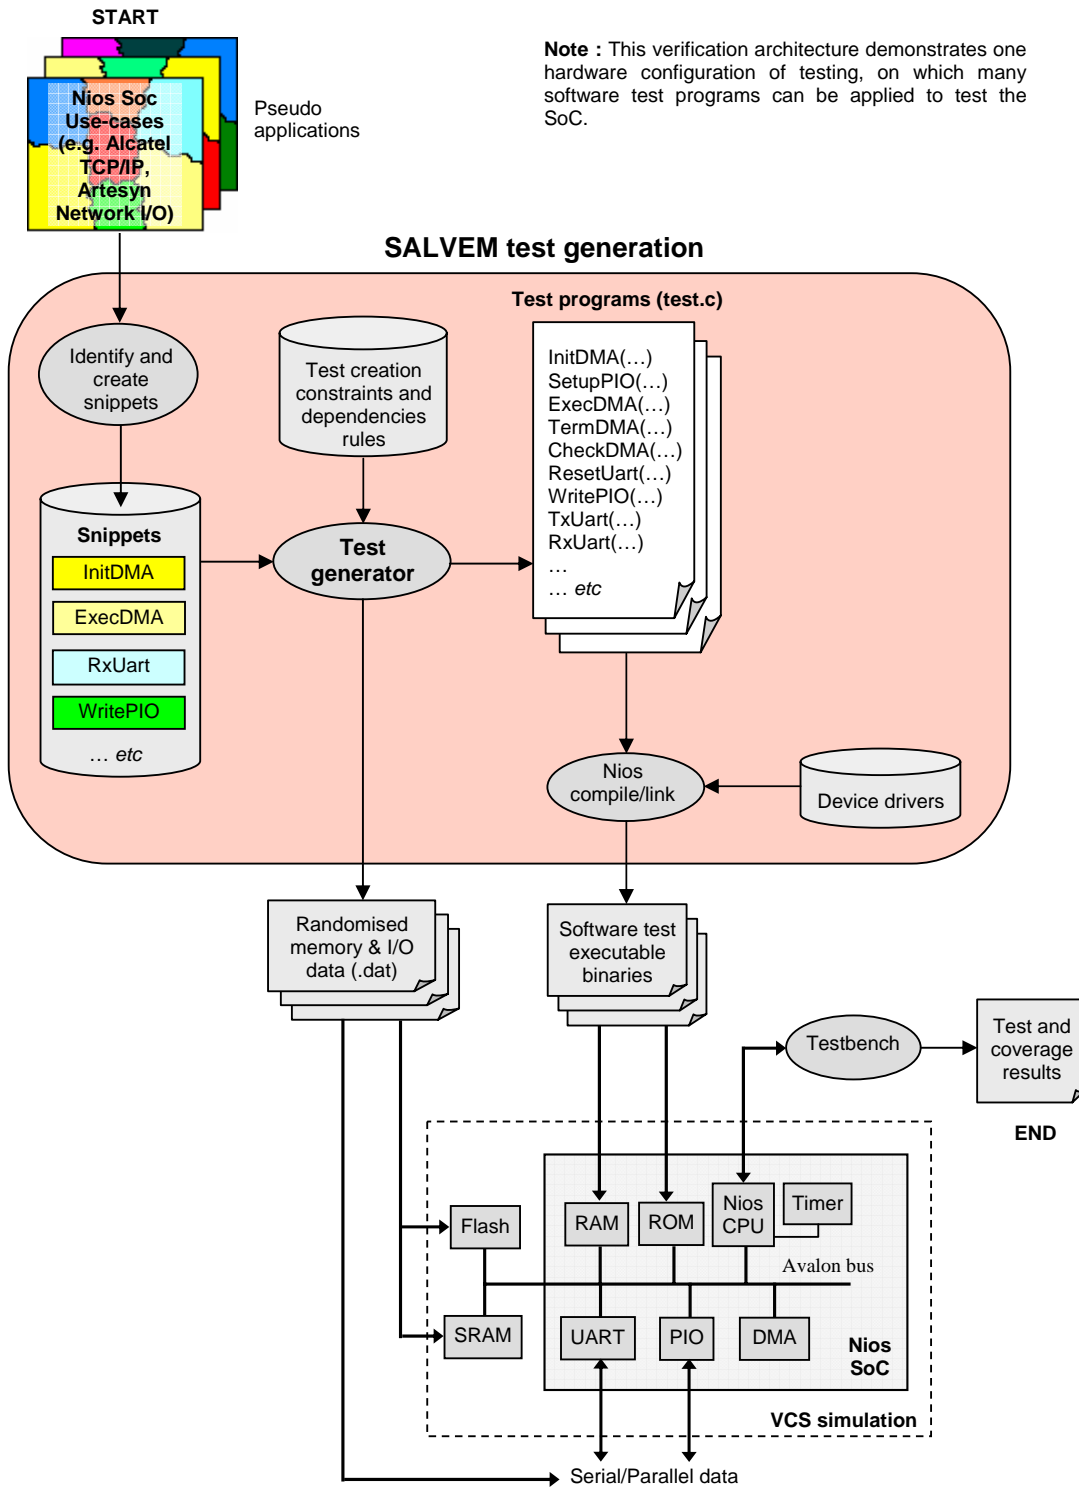 START
Note : This verification architecture demonstrates one
hardware configuration of testing, on which many
software test programs can be applied to test the
SoC.
Nios Soc
Use-cases
(e.g. Alcatel
TCP/IP,
Artesyn
Network I/O)
Pseudo
applications
SALVEM test generation
Test programs (test.c)
Identify and
create
snippets
Test creation
constraints and
dependencies
rules
InitDMA(…)
SetupPIO(…)
ExecDMA(…)
TermDMA(…)
CheckDMA(…)
ResetUart(…)
WritePIO(…)
TxUart(…)
RxUart(…)
…
… etc
Snippets
InitDMA
ExecDMA
RxUart
WritePIO
… etc
Test
generator
Nios
compile/link
Device drivers
Randomised
memory & I/O
data (.dat)
Software test
executable
binaries
Testbench
Test and
coverage
results
END
Flash
RAM
ROM
Nios
CPU
Timer
Avalon bus
SRAM
UART
PIO
DMA
Nios
SoC
VCS simulation
Serial/Parallel data